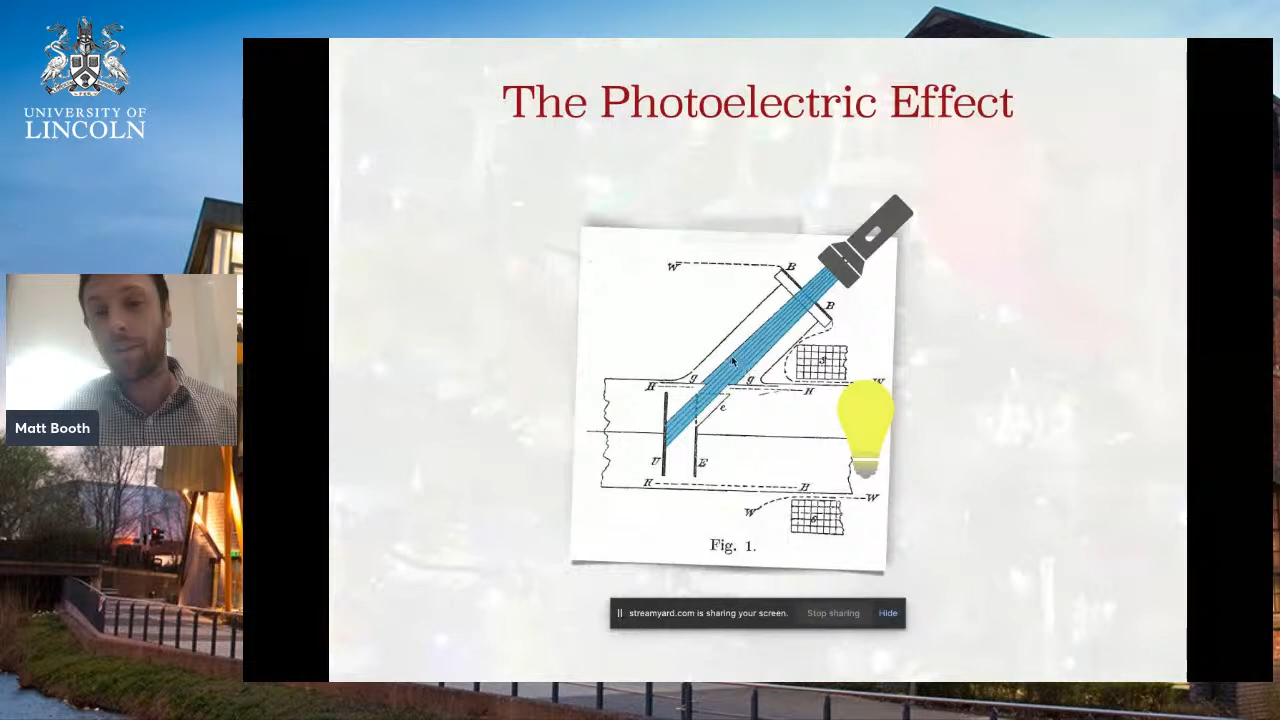 UNIVERSITY OF
LINCOLN
The Photoelectric Effect
W
B
B
S
g
g
H
H
W
e
U
E
H
H
W
W
Fig. 1.
Matt Booth
streamyard.com is sharing your screen.
Stop sharing
Hide